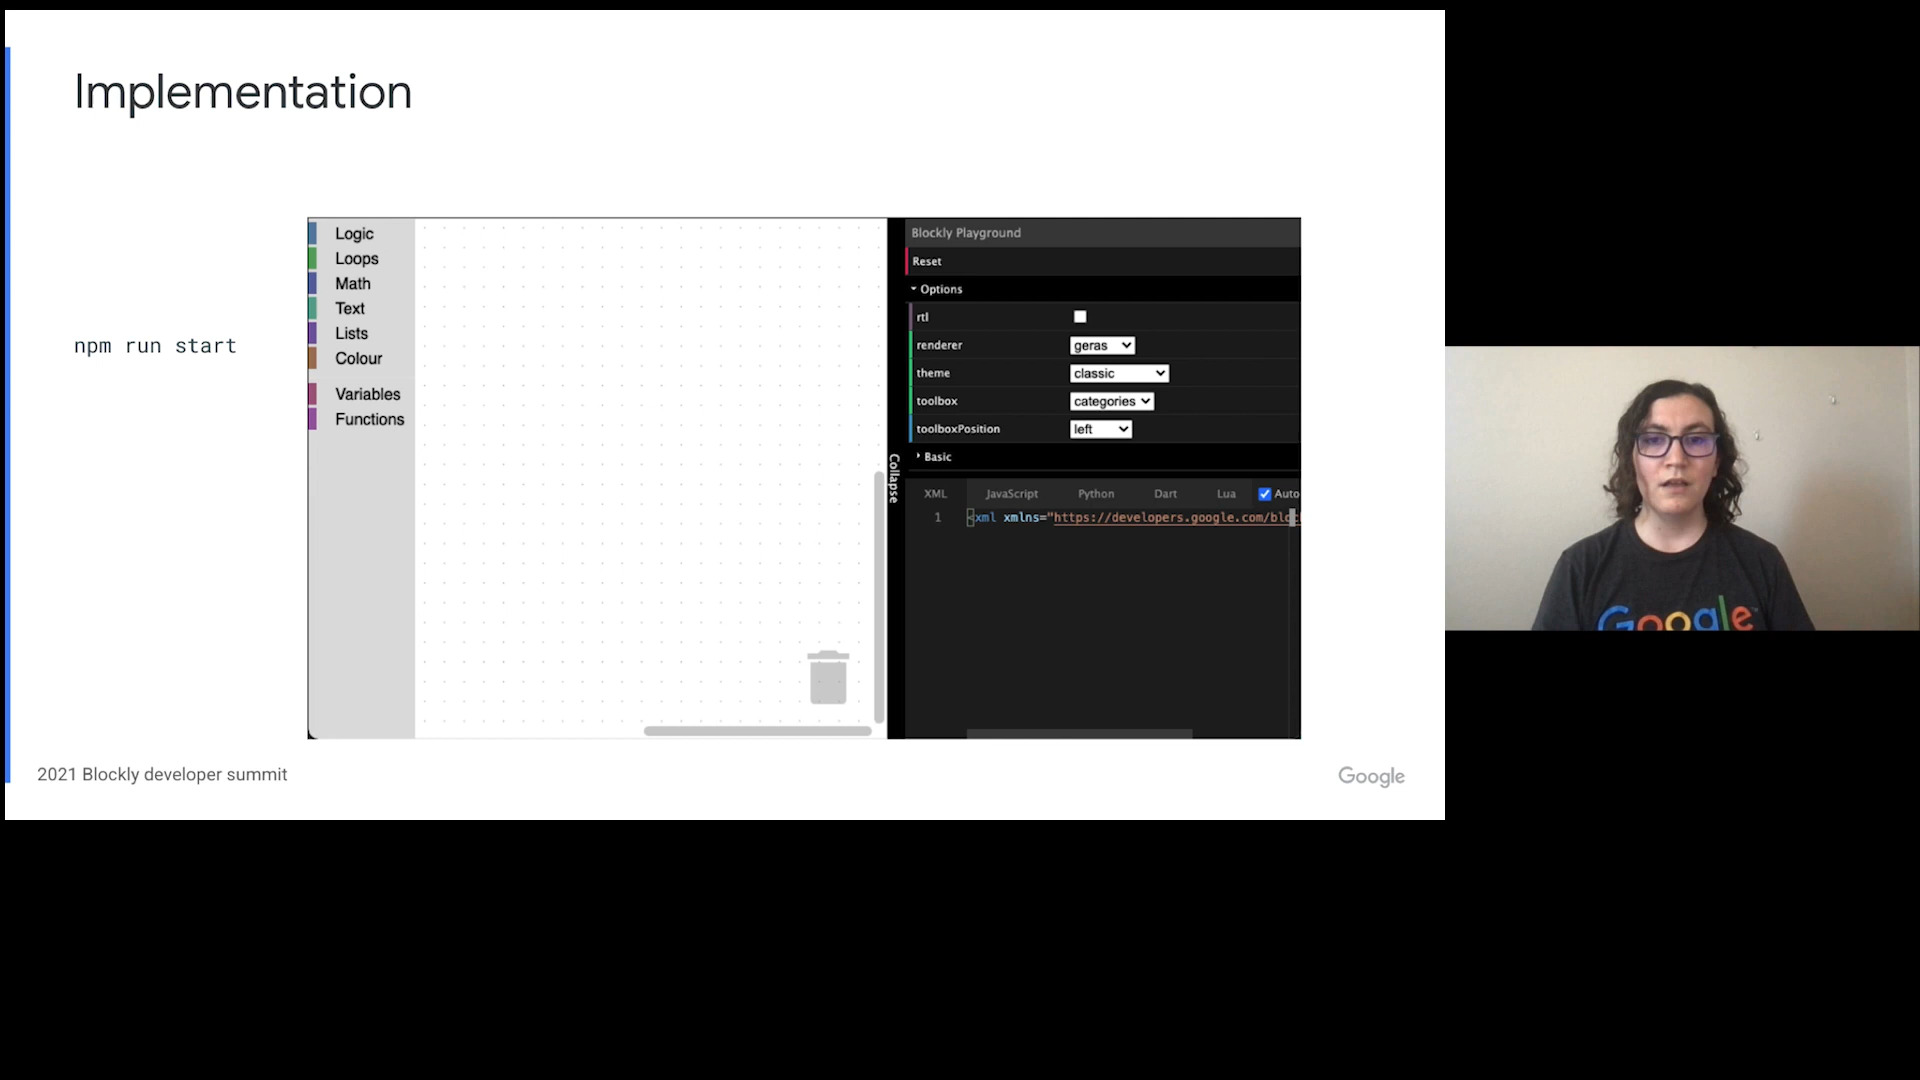 Implementation
npm run start
Logic
Loops
Math
Text
Lists
Colour
Variables
Functions
Collapse
Blockly Playground
Reset
Options
rtl
renderer geras
theme classic
toolbox categories
toolboxPosition left
Basic
XML JavaScript Python Dart Lua Auto
1 <xml xmlns="https://developers.google.com/block
2021 Blockly developer summit
Google
Google